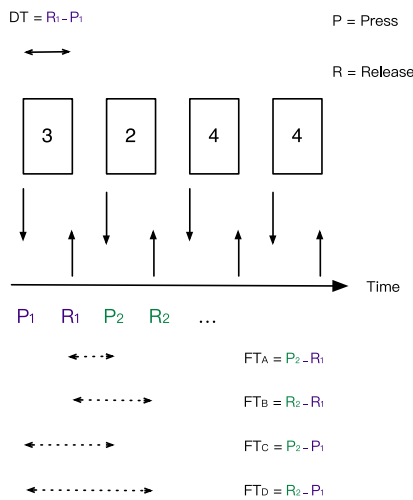 DT = R1 - P1
P = Press
R = Release
3 2 4 4
Time
P1 R1 P2 R2 ...
FTA = P2 - R1
FTB = R2 - R1
FTC = P2 - P1
FTD = R2 - P1